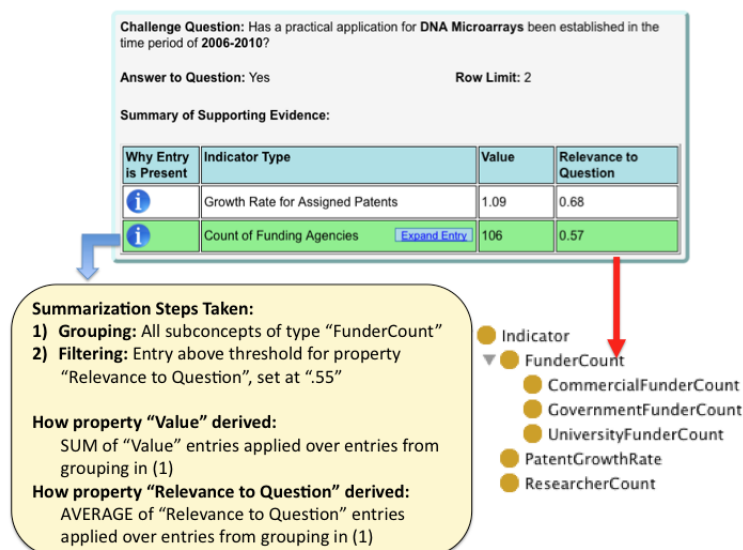 Challenge Question: Has a practical application for DNA Microarrays been established in the
time period of 2006-2010?
Answer to Question: Yes
Row Limit: 2
Summary of Supporting Evidence:
Why Entry
is Present
Indicator Type
Value
Relevance to
Question
Growth Rate for Assigned Patents
1.09
0.68
Count of Funding Agencies
Expand Entry
106
0.57
Summarization Steps Taken:
1) Grouping: All subconcepts of type “FunderCount”
2) Filtering: Entry above threshold for property
“Relevance to Question”, set at “.55”
How property “Value” derived:
SUM of “Value” entries applied over entries from
grouping in (1)
How property “Relevance to Question” derived:
AVERAGE of “Relevance to Question” entries
applied over entries from grouping in (1)
Indicator
FunderCount
CommercialFunderCount
GovernmentFunderCount
UniversityFunderCount
PatentGrowthRate
ResearcherCount